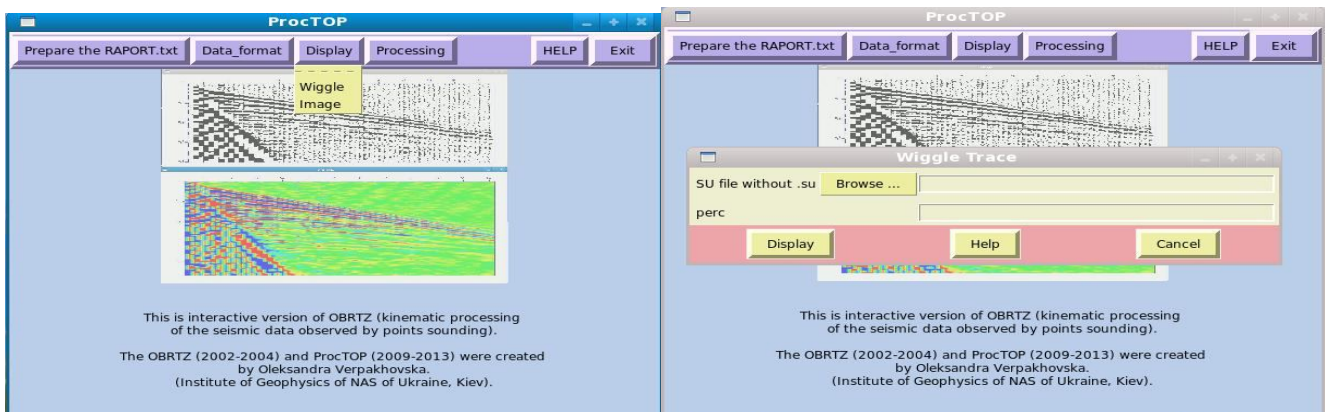 ProcTOP
Prepare the RAPORT.txt Data_format Display Processing HELP Exit
Wiggle
Image
This is interactive version of OBRTZ (kinematic processing
of the seismic data observed by points sounding).
The OBRTZ (2002-2004) and ProcTOP (2009-2013) were created
by Oleksandra Verpakhovska.
(Institute of Geophysics of NAS of Ukraine, Kiev).
ProcTOP
Prepare the RAPORT.txt Data_format Display Processing HELP Exit
Wiggle Trace
SU file without .su Browse ...
perc
Display Help Cancel
This is interactive version of OBRTZ (kinematic processing
of the seismic data observed by points sounding).
The OBRTZ (2002-2004) and ProcTOP (2009-2013) were created
by Oleksandra Verpakhovska.
(Institute of Geophysics of NAS of Ukraine, Kiev).